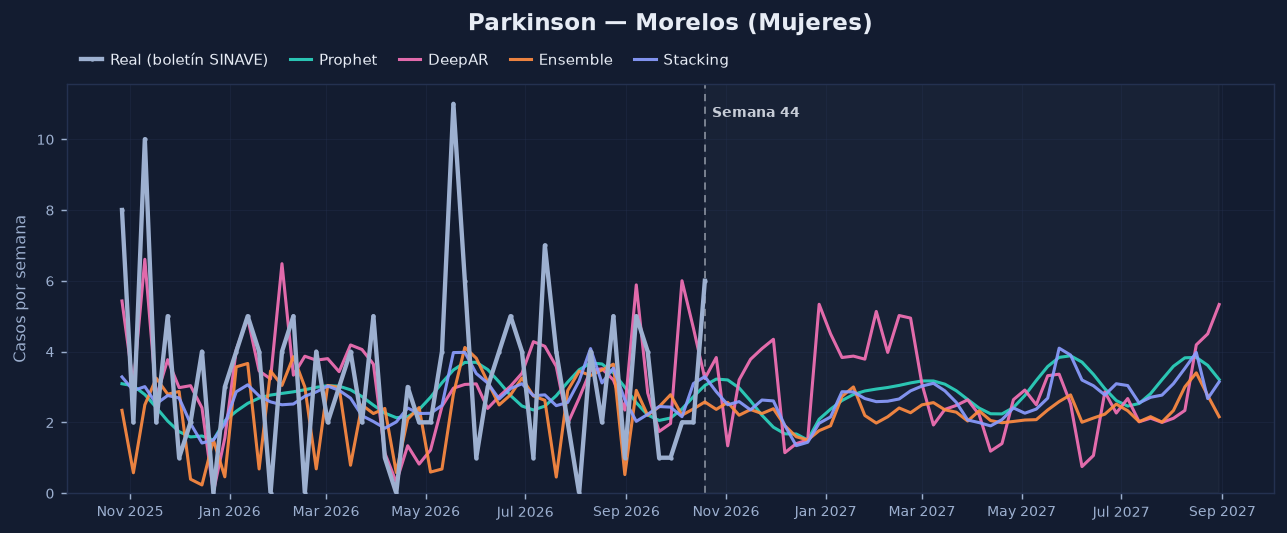 Parkinson — Morelos (Mujeres)
Real (boletín SINAVE) Prophet DeepAR Ensemble Stacking
Semana 44
Casos por semana
10
8
6
4
2
0
Nov 2025 Jan 2026 Mar 2026 May 2026 Jul 2026 Sep 2026 Nov 2026 Jan 2027 Mar 2027 May 2027 Jul 2027 Sep 2027